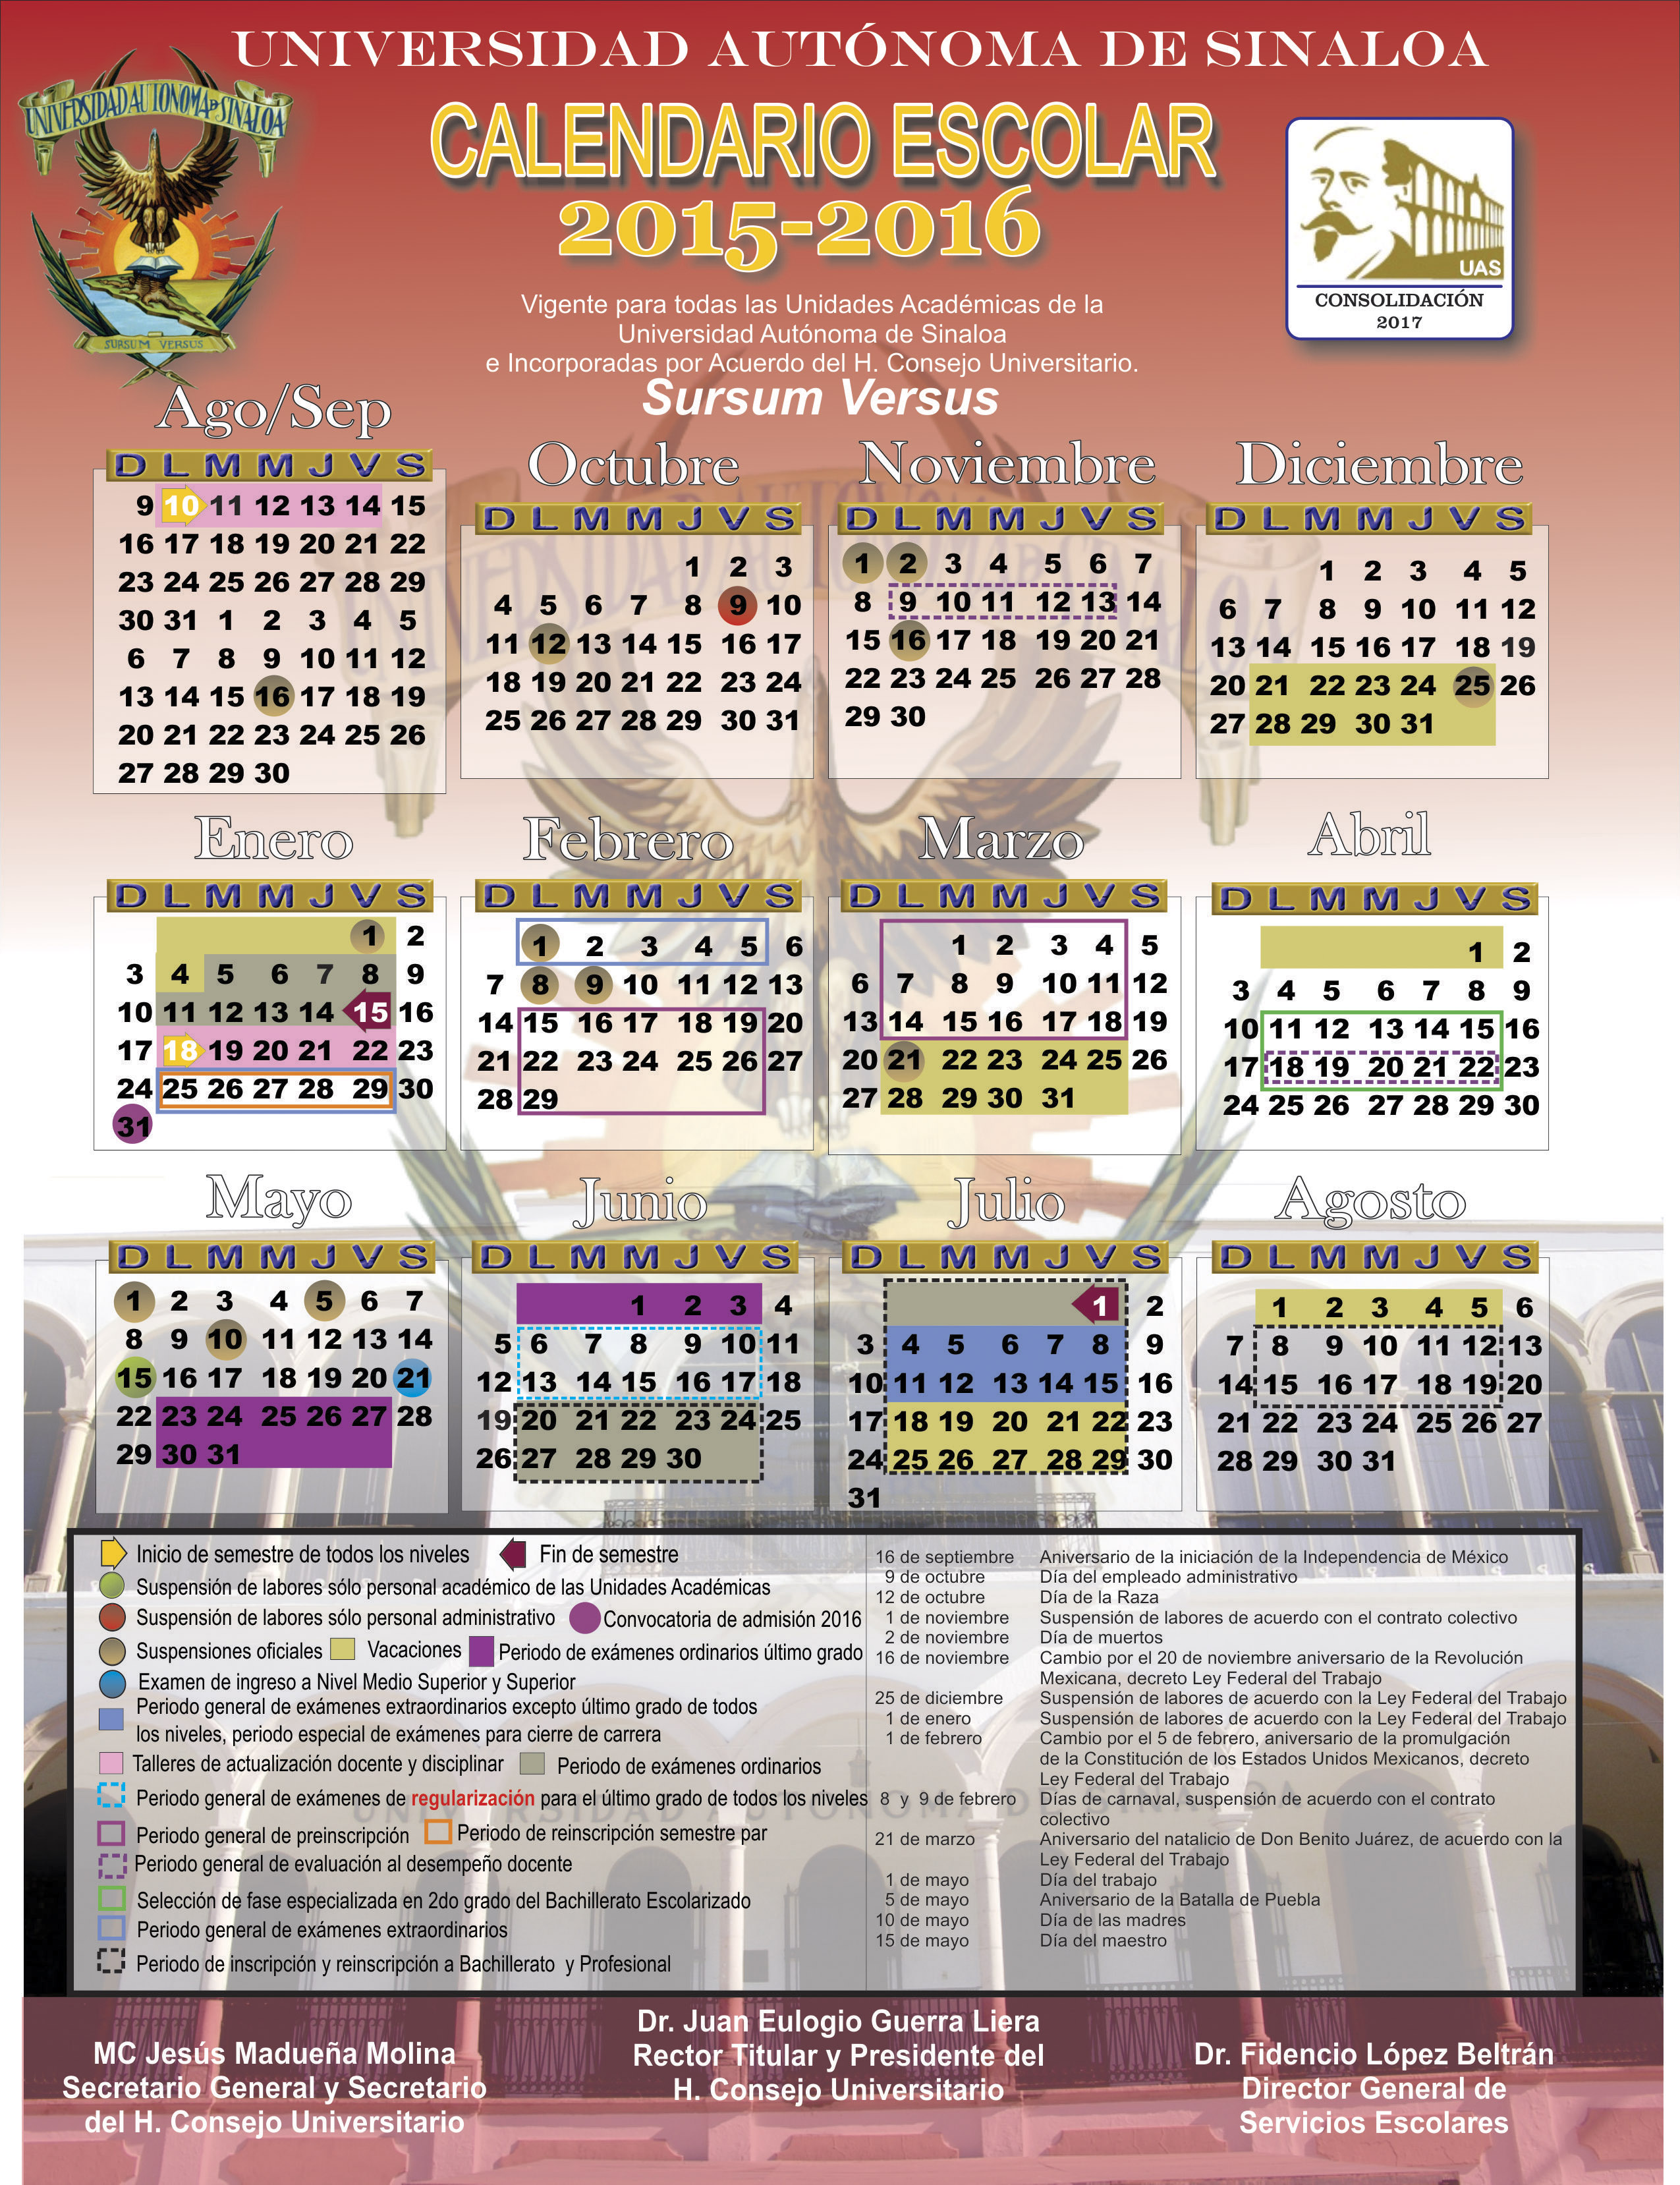 UNIVERSIDAD AUTÓNOMA DE SINALOA
UNIVERSIDAD AUTONOMA D SINALOA
SURSUM VERSUS
CALENDARIO ESCOLAR
2015-2016
UAS
CONSOLIDACIÓN
2017
Vigente para todas las Unidades Académicas de la
Universidad Autónoma de Sinaloa
e Incorporadas por Acuerdo del H. Consejo Universitario.
Sursum Versus
Ago/Sep
D L M M J V S
9 10 11 12 13 14 15
16 17 18 19 20 21 22
23 24 25 26 27 28 29
30 31 1 2 3 4 5
6 7 8 9 10 11 12
13 14 15 16 17 18 19
20 21 22 23 24 25 26
27 28 29 30
Octubre
D L M M J V S
1 2 3
4 5 6 7 8 9 10
11 12 13 14 15 16 17
18 19 20 21 22 23 24
25 26 27 28 29 30 31
Noviembre
D L M M J V S
1 2 3 4 5 6 7
8 9 10 11 12 13 14
15 16 17 18 19 20 21
22 23 24 25 26 27 28
29 30
Diciembre
D L M M J V S
1 2 3 4 5
6 7 8 9 10 11 12
13 14 15 16 17 18 19
20 21 22 23 24 25 26
27 28 29 30 31
Enero
D L M M J V S
1 2
3 4 5 6 7 8 9
10 11 12 13 14 15 16
17 18 19 20 21 22 23
24 25 26 27 28 29 30
31
Febrero
D L M M J V S
1 2 3 4 5 6
7 8 9 10 11 12 13
14 15 16 17 18 19 20
21 22 23 24 25 26 27
28 29
Marzo
D L M M J V S
1 2 3 4 5
6 7 8 9 10 11 12
13 14 15 16 17 18 19
20 21 22 23 24 25 26
27 28 29 30 31
Abril
D L M M J V S
1 2
3 4 5 6 7 8 9
10 11 12 13 14 15 16
17 18 19 20 21 22 23
24 25 26 27 28 29 30
Mayo
D L M M J V S
1 2 3 4 5 6 7
8 9 10 11 12 13 14
15 16 17 18 19 20 21
22 23 24 25 26 27 28
29 30 31
Junio
D L M M J V S
1 2 3 4
5 6 7 8 9 10 11
12 13 14 15 16 17 18
19 20 21 22 23 24 25
26 27 28 29 30
Julio
D L M M J V S
1 2
3 4 5 6 7 8 9
10 11 12 13 14 15 16
17 18 19 20 21 22 23
24 25 26 27 28 29 30
31
Agosto
D L M M J V S
1 2 3 4 5 6
7 8 9 10 11 12 13
14 15 16 17 18 19 20
21 22 23 24 25 26 27
28 29 30 31
Inicio de semestre de todos los niveles Fin de semestre
Suspensión de labores sólo personal académico de las Unidades Académicas
Suspensión de labores sólo personal administrativo Convocatoria de admisión 2016
Suspensiones oficiales Vacaciones Periodo de exámenes ordinarios último grado
Examen de ingreso a Nivel Medio Superior y Superior
Periodo general de exámenes extraordinarios excepto último grado de todos
los niveles, periodo especial de exámenes para cierre de carrera
Talleres de actualización docente y disciplinar Periodo de exámenes ordinarios
Periodo general de exámenes de regularización para el último grado de todos los niveles
Periodo general de preinscripción Periodo de reinscripción semestre par
Periodo general de evaluación al desempeño docente
Selección de fase especializada en 2do grado del Bachillerato Escolarizado
Periodo general de exámenes extraordinarios
Periodo de inscripción y reinscripción a Bachillerato y Profesional
16 de septiembre Aniversario de la iniciación de la Independencia de México
9 de octubre Día del empleado administrativo
12 de octubre Día de la Raza
1 de noviembre Suspensión de labores de acuerdo con el contrato colectivo
2 de noviembre Día de muertos
16 de noviembre Cambio por el 20 de noviembre aniversario de la Revolución
Mexicana, decreto Ley Federal del Trabajo
25 de diciembre Suspensión de labores de acuerdo con la Ley Federal del Trabajo
1 de enero Suspensión de labores de acuerdo con la Ley Federal del Trabajo
1 de febrero Cambio por el 5 de febrero, aniversario de la promulgación
de la Constitución de los Estados Unidos Mexicanos, decreto
Ley Federal del Trabajo
8 y 9 de febrero Días de carnaval, suspensión de acuerdo con el contrato
colectivo
21 de marzo Aniversario del natalicio de Don Benito Juárez, de acuerdo con la
Ley Federal del Trabajo
1 de mayo Día del trabajo
5 de mayo Aniversario de la Batalla de Puebla
10 de mayo Día de las madres
15 de mayo Día del maestro
UNIVERSIDAD AUTONOMA DE SINALOA
MC Jesús Madueña Molina
Secretario General y Secretario
del H. Consejo Universitario
Dr. Juan Eulogio Guerra Liera
Rector Titular y Presidente del
H. Consejo Universitario
Dr. Fidencio López Beltrán
Director General de
Servicios Escolares